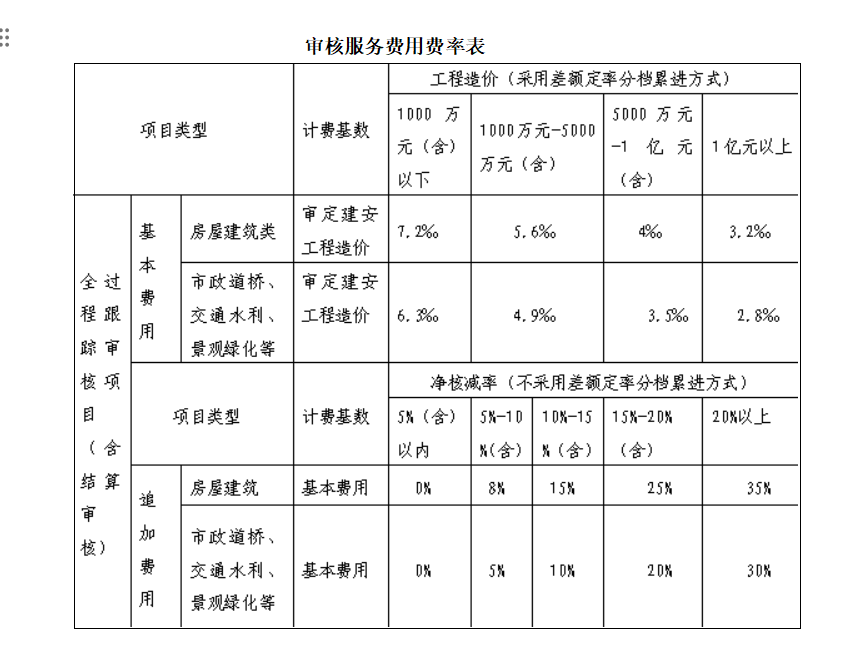 审核服务费用费率表
项目类型
计费基数
工程造价（采用差额定率分档累进方式）
1000 万
元（含）
以下
1000万元-5000
万元（含）
5000 万元
-1 亿元
（含）
1亿元以上
全过
程跟
踪审
核项
目
（含
结算
审
核）
基
本
费
用
房屋建筑类
审定建安
工程造价
7.2‰
5.6‰
4‰
3.2‰
市政道桥、
交通水利、
景观绿化等
审定建安
工程造价
6.3‰
4.9‰
3.5‰
2.8‰
项目类型
计费基数
净核减率（不采用差额定率分档累进方式）
5%（含）
以内
5%-10
%(含）
10%-15
%（含）
15%-20%
（含）
20%以上
追
加
费
用
房屋建筑
基本费用
0%
8%
15%
25%
35%
市政道桥、
交通水利、
景观绿化等
基本费用
0%
5%
10%
20%
30%